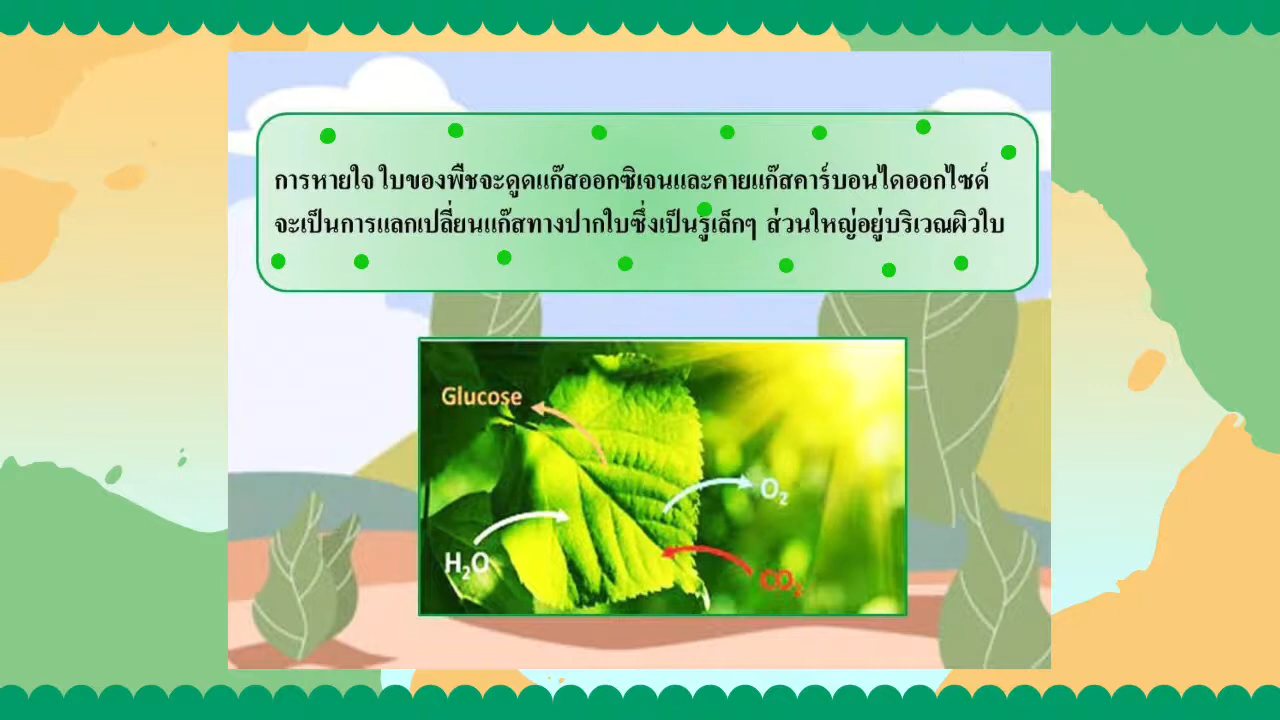 การหายใจ ใบของพืชจะดูดแก๊สออกซิเจนและคายแก๊สคาร์บอนไดออกไซด์
จะเป็นการแลกเปลี่ยนแก๊สทางปากใบซึ่งเป็นรูเล็กๆ ส่วนใหญ่อยู่บริเวณผิวใบ
Glucose
O₂
H₂O
CO₂